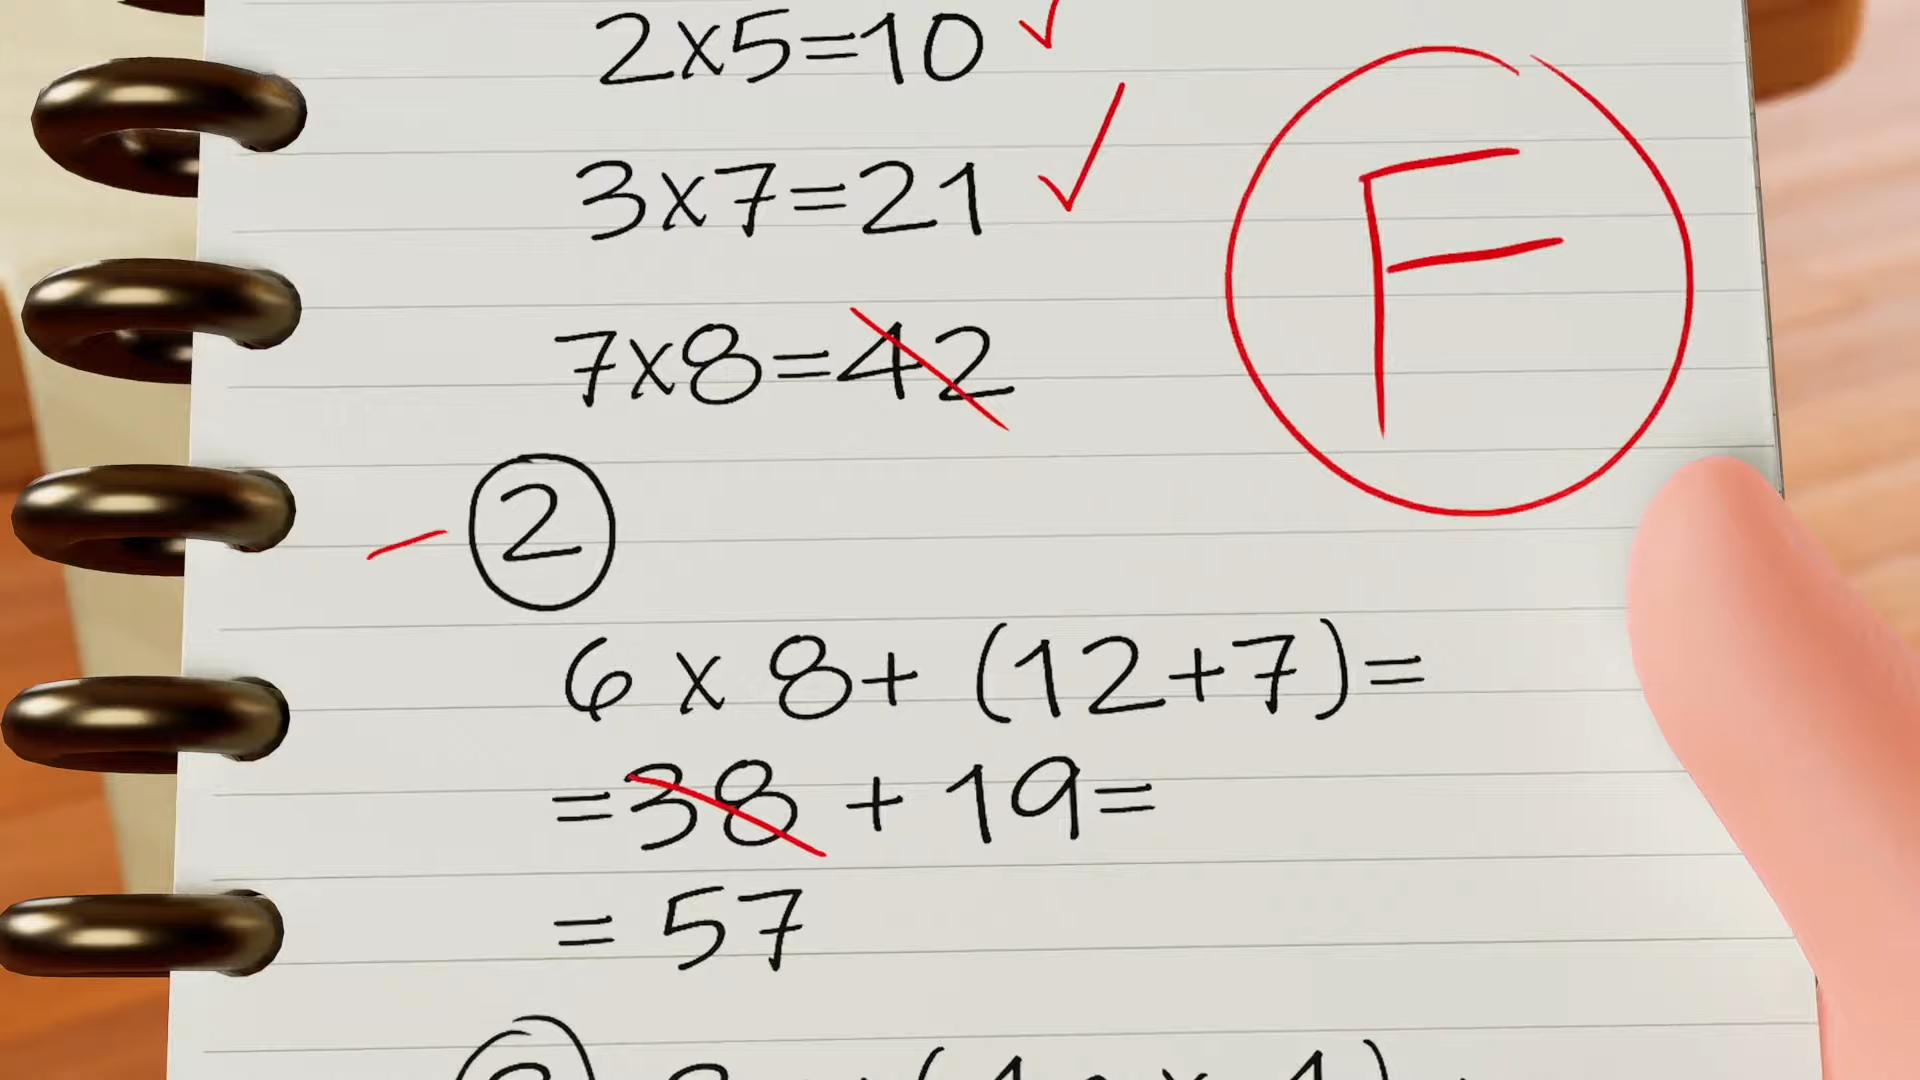 2x5=10
3x7=21
F
7x8=42
- 2
6 x 8+ (12+7)=
=38 + 19=
= 57